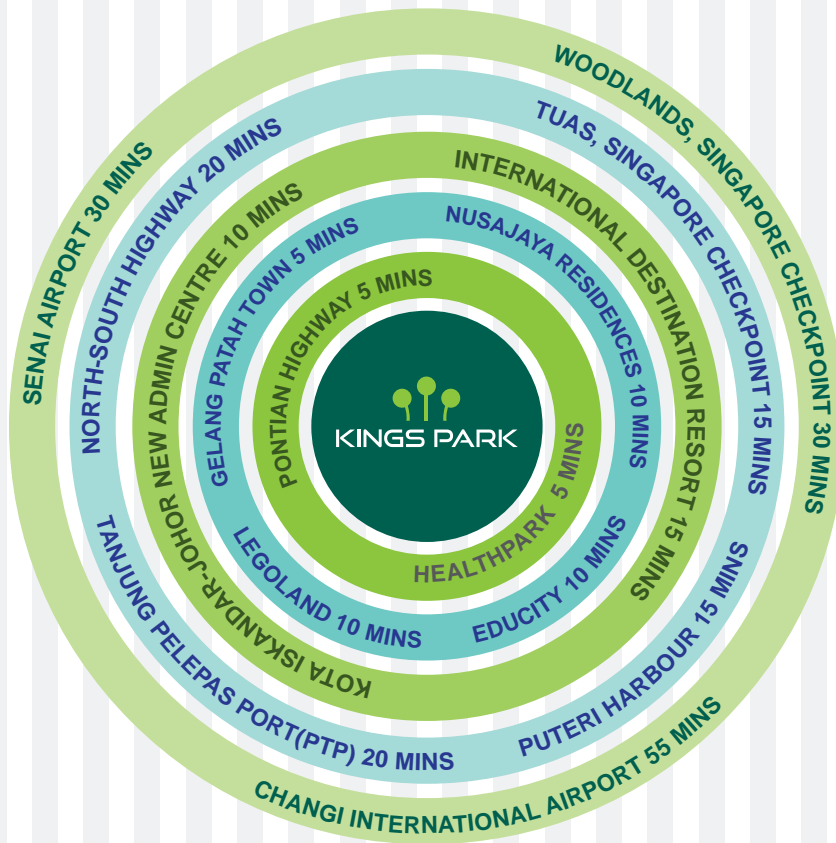 KINGS PARK
PONTIAN HIGHWAY 5 MINS
HEALTHPARK 5 MINS
GELANG PATAH TOWN 5 MINS
NUSAJAYA RESIDENCES 10 MINS
LEGOLAND 10 MINS
EDUCITY 10 MINS
KOTA ISKANDAR-JOHOR NEW ADMIN CENTRE 10 MINS
INTERNATIONAL DESTINATION RESORT 15 MINS
NORTH-SOUTH HIGHWAY 20 MINS
TUAS, SINGAPORE CHECKPOINT 15 MINS
TANJUNG PELEPAS PORT(PTP) 20 MINS
PUTERI HARBOUR 15 MINS
SENAI AIRPORT 30 MINS
WOODLANDS, SINGAPORE CHECKPOINT 30 MINS
CHANGI INTERNATIONAL AIRPORT 55 MINS